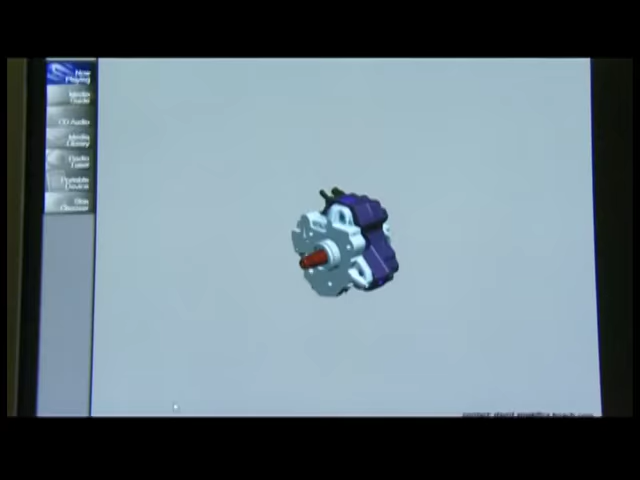 Now
Playing
Media
Guide
CD Audio
Media
Library
Radio
Tuner
Portable
Device
Skin
Chooser